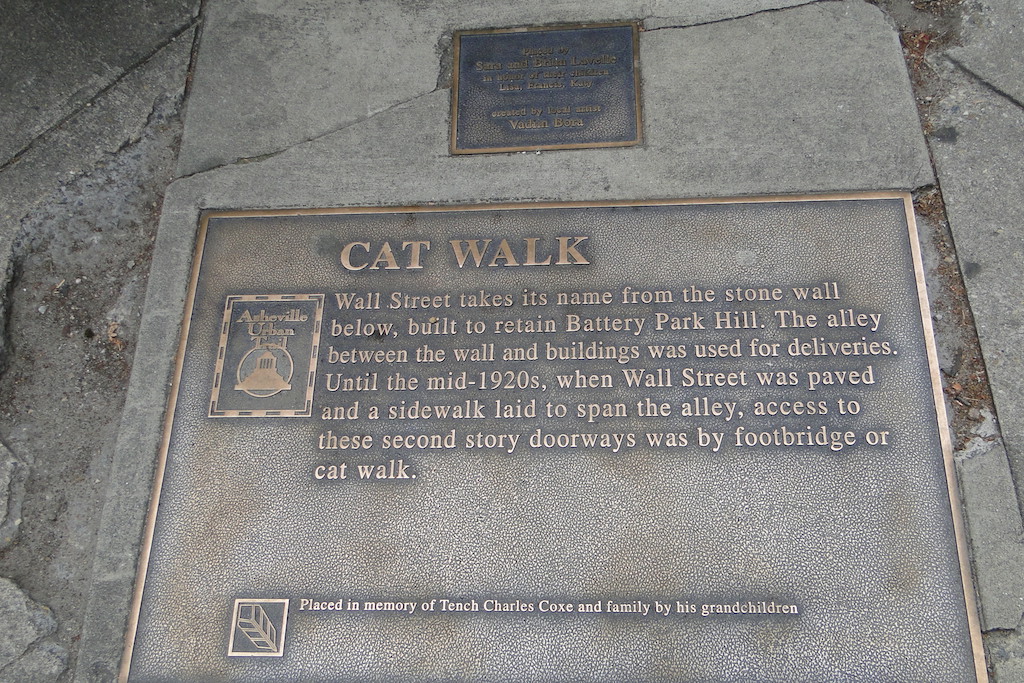 Placed by
Sara and Brian Lovelle
in honor of their children
Lisa, Francis, Katy
created by local artist
Vadim Bora
CAT WALK
Asheville
Urban
Trail
Wall Street takes its name from the stone wall
below, built to retain Battery Park Hill. The alley
between the wall and buildings was used for deliveries.
Until the mid-1920s, when Wall Street was paved
and a sidewalk laid to span the alley, access to
these second story doorways was by footbridge or
cat walk.
Placed in memory of Tench Charles Coxe and family by his grandchildren